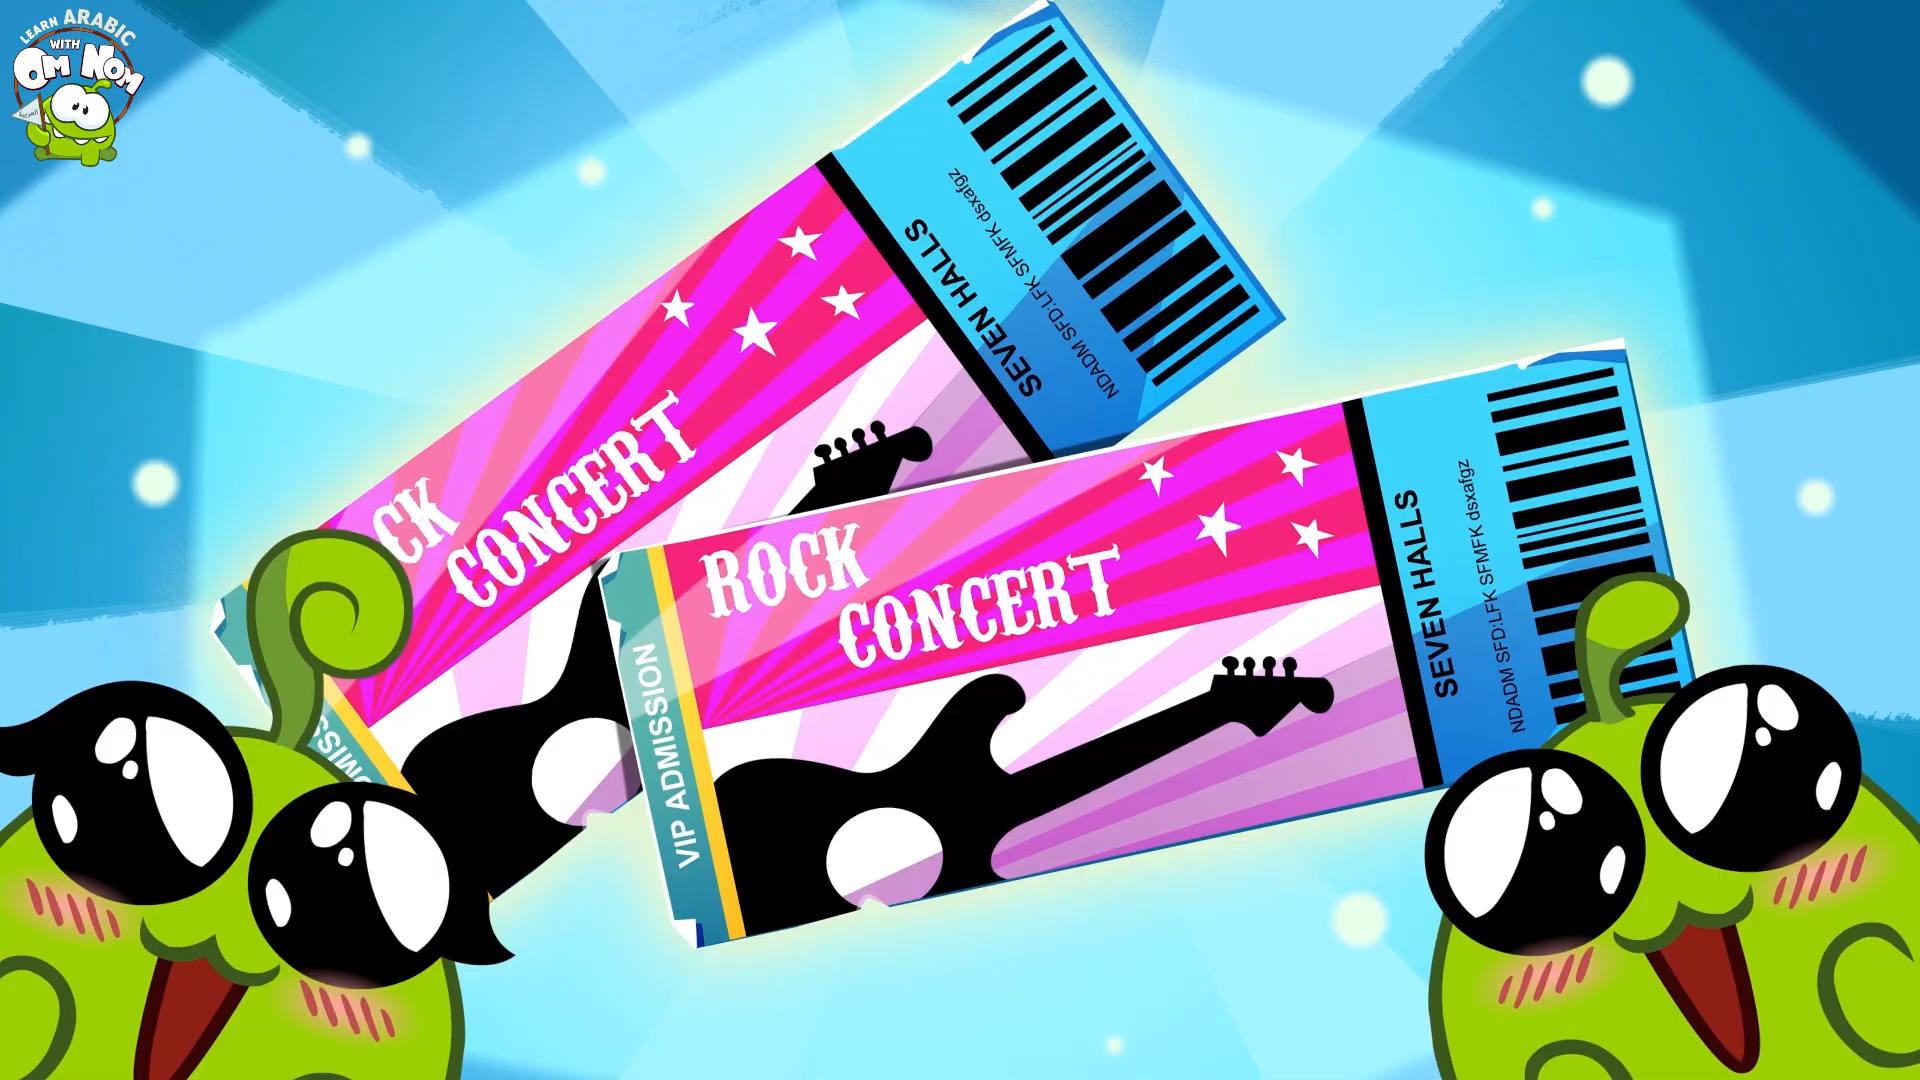 LEARN ARABIC
WITH
OM NOM
العربية
CK
CONCERT
SEVEN HALLS
NDADM SFD:LFK SFMFK dsxafgz
VIP ADMISSION
ROCK
CONCERT
SEVEN HALLS
NDADM SFD:LFK SFMFK dsxafgz